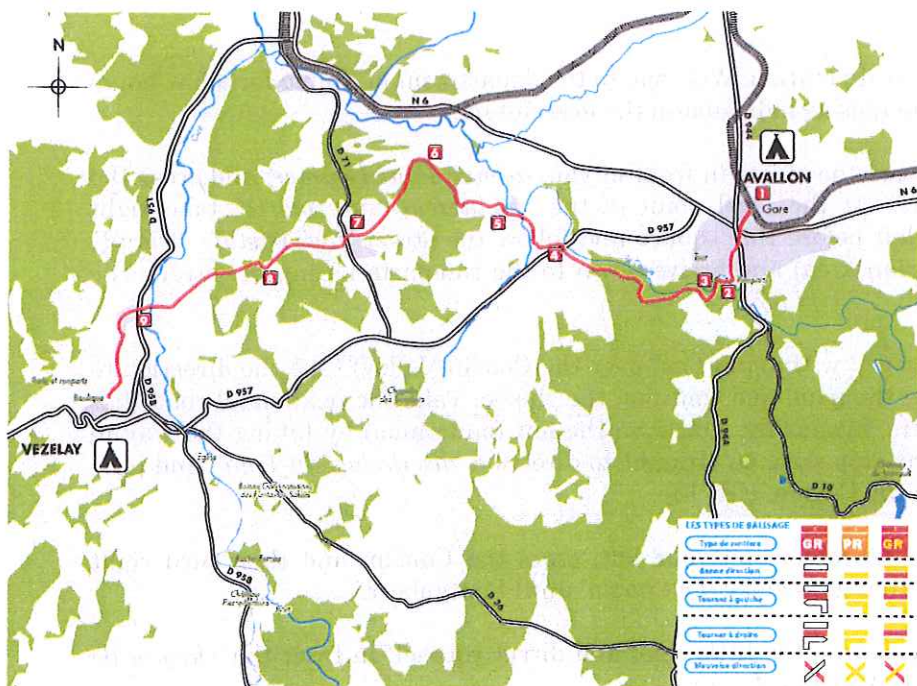 N
N 6
D 944
AVALLON
1
Gare
N 6
D 71
6
D 951
7
5
D 957
4
Tour
3
2
8
9
Basilique
D 958
D 957
VEZELAY
Eglise
D 944
D 10
D 958
D 36
LES TYPES DE BALISAGE
Type de sentiers
GR
PR
GR
Bonne direction
Tourner à gauche
Tourner à droite
Mauvaise direction